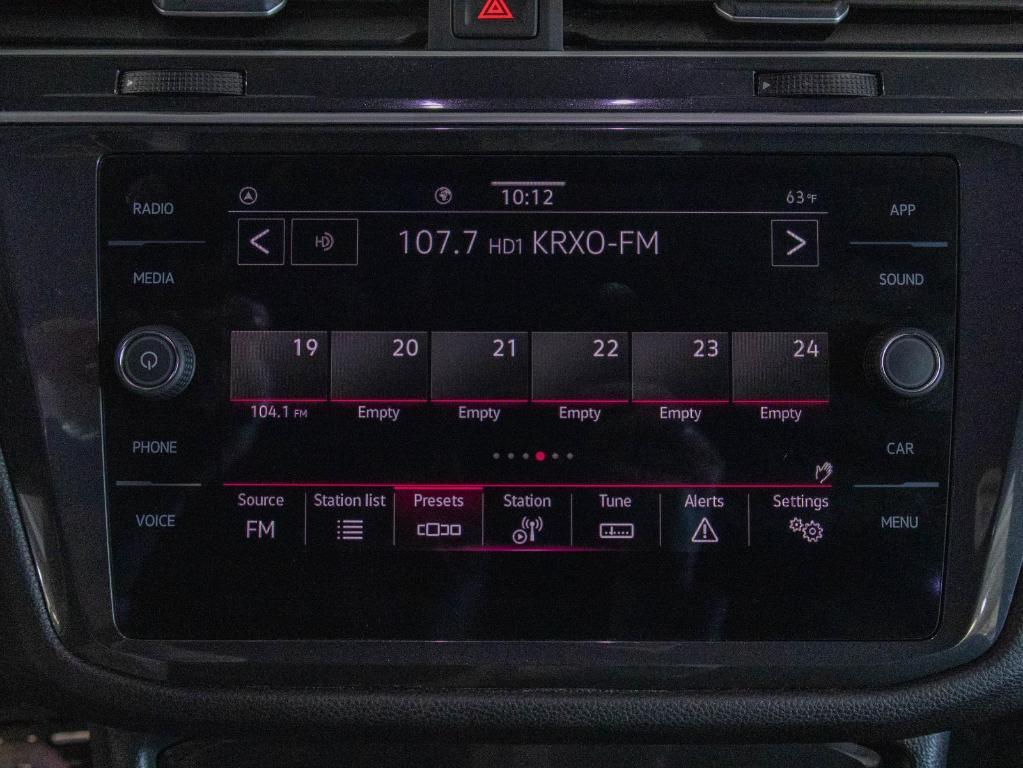 10:12
63°F
RADIO
APP
HD 107.7 HD1 KRXO-FM
MEDIA
SOUND
19 20 21 22 23 24
104.1 FM Empty Empty Empty Empty Empty
PHONE
CAR
Source Station list Presets Station Tune Alerts Settings
FM
VOICE
MENU